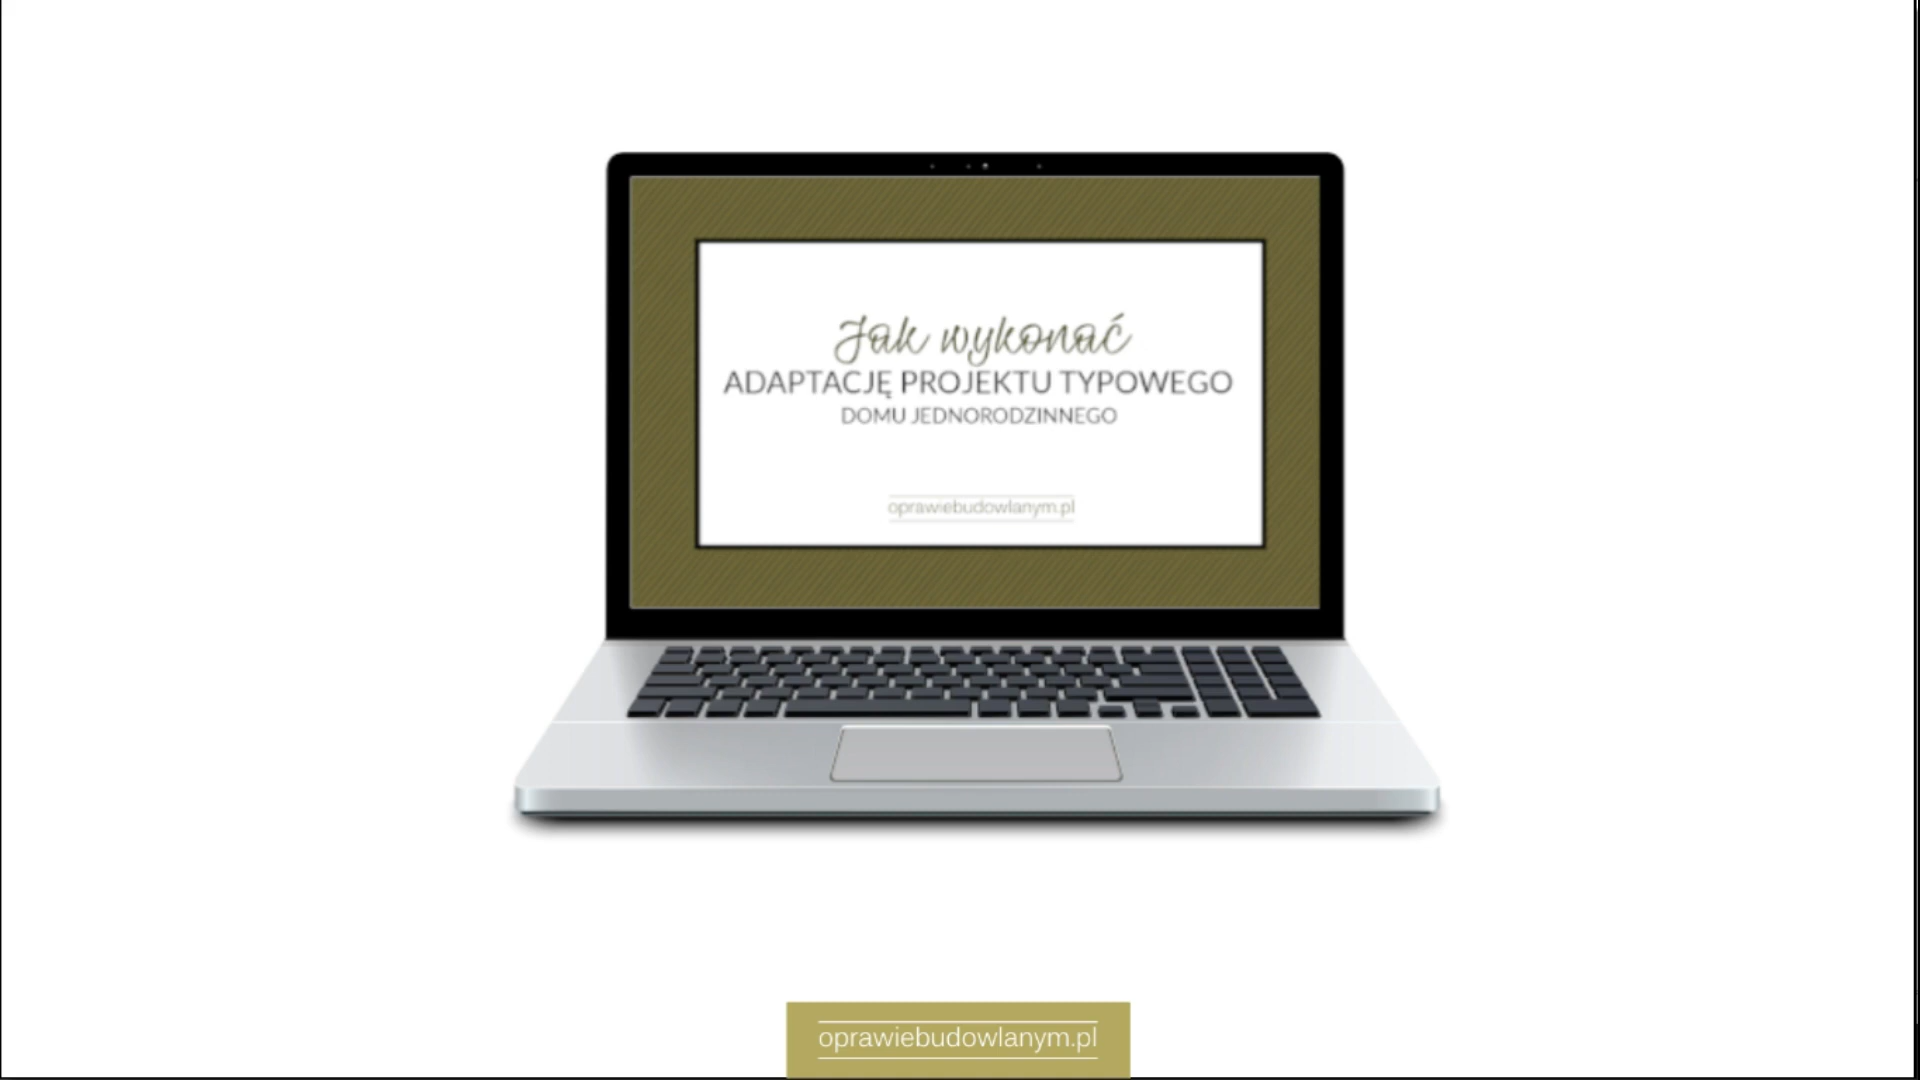 Jak wykonać
ADAPTACJĘ PROJEKTU TYPOWEGO
DOMU JEDNORODZINNEGO
oprawiebudowlanym.pl
oprawiebudowlanym.pl